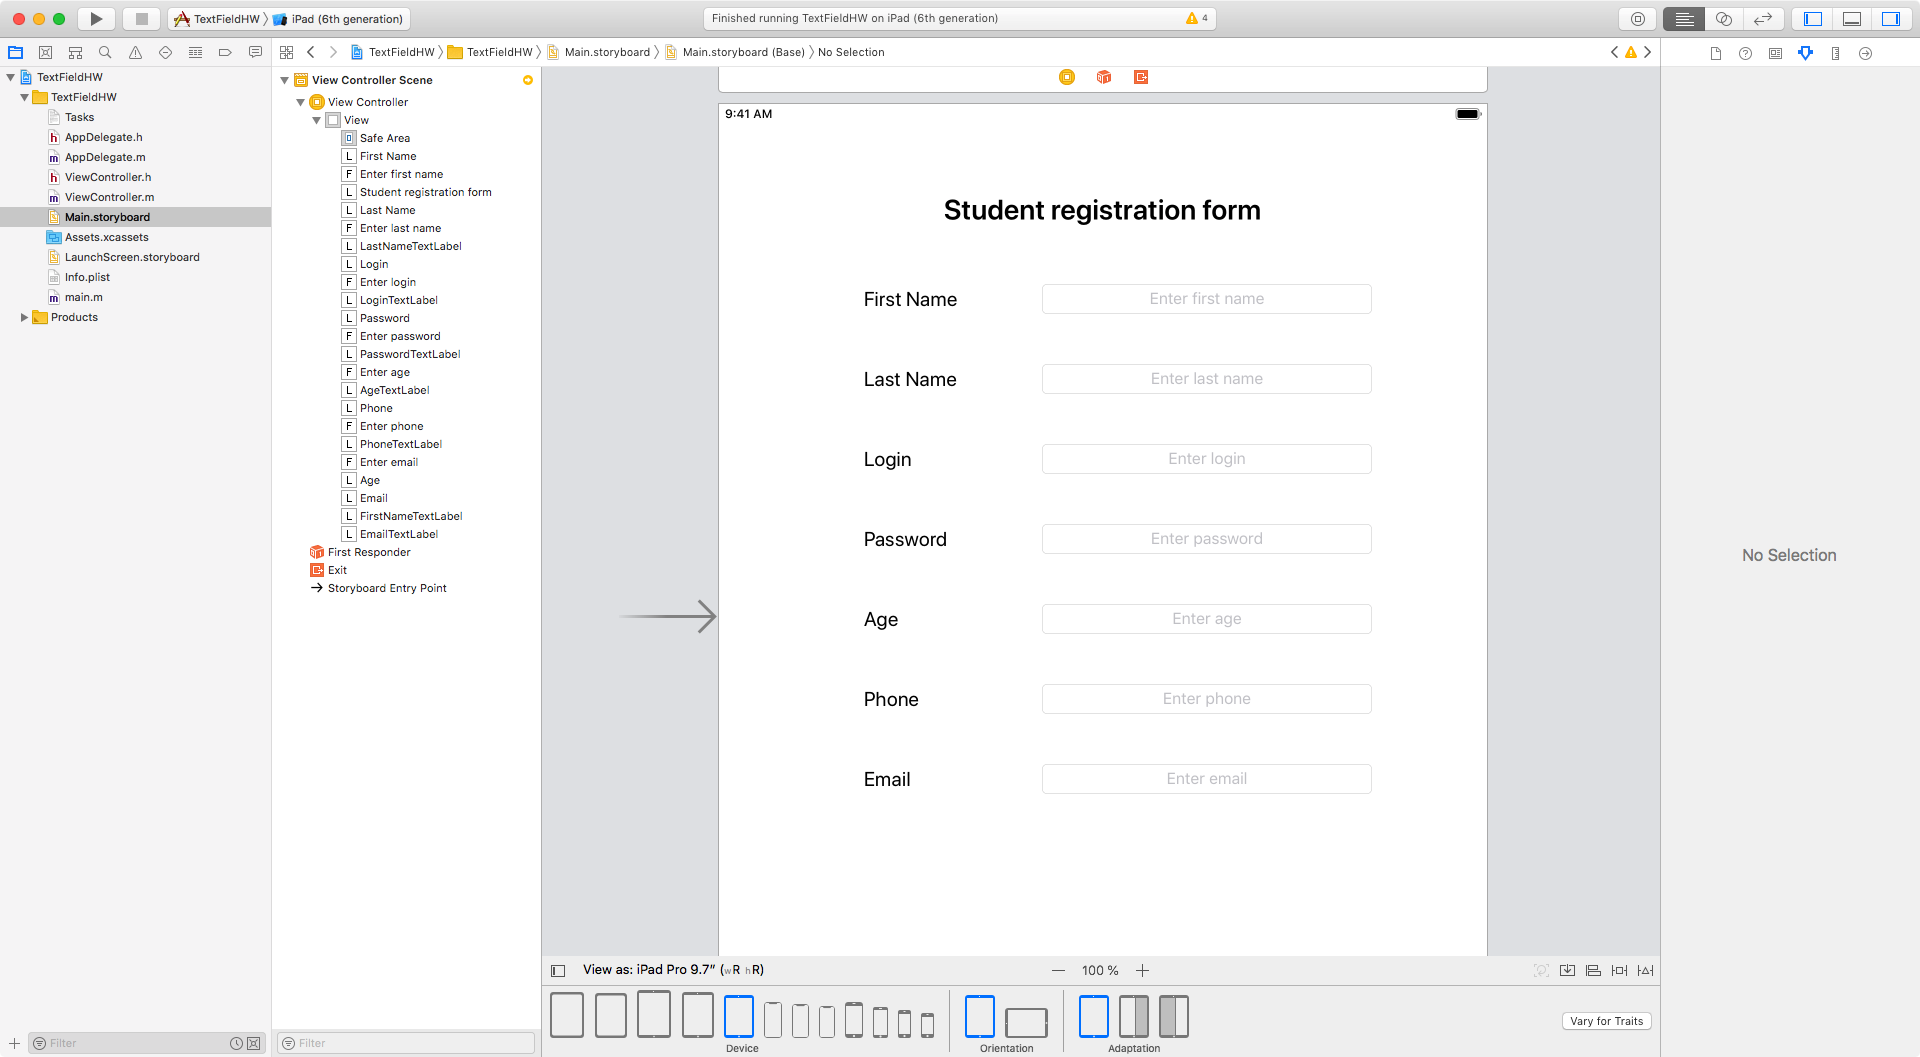 TextFieldHW iPad (6th generation)
Finished running TextFieldHW on iPad (6th generation) 4
TextFieldHW TextFieldHW Main.storyboard Main.storyboard (Base) No Selection
TextFieldHW
TextFieldHW
Tasks
AppDelegate.h
AppDelegate.m
ViewController.h
ViewController.m
Main.storyboard
Assets.xcassets
LaunchScreen.storyboard
Info.plist
main.m
Products
Filter
View Controller Scene
View Controller
View
Safe Area
L First Name
F Enter first name
L Student registration form
L Last Name
F Enter last name
L LastNameTextLabel
L Login
F Enter login
L LoginTextLabel
L Password
F Enter password
L PasswordTextLabel
F Enter age
L AgeTextLabel
L Phone
F Enter phone
L PhoneTextLabel
F Enter email
L Age
L Email
L FirstNameTextLabel
L EmailTextLabel
First Responder
Exit
Storyboard Entry Point
Filter
9:41 AM
Student registration form
First Name Enter first name
Last Name Enter last name
Login Enter login
Password Enter password
Age Enter age
Phone Enter phone
Email Enter email
View as: iPad Pro 9.7″ (wR hR)
100 %
Device Orientation Adaptation
Vary for Traits
No Selection